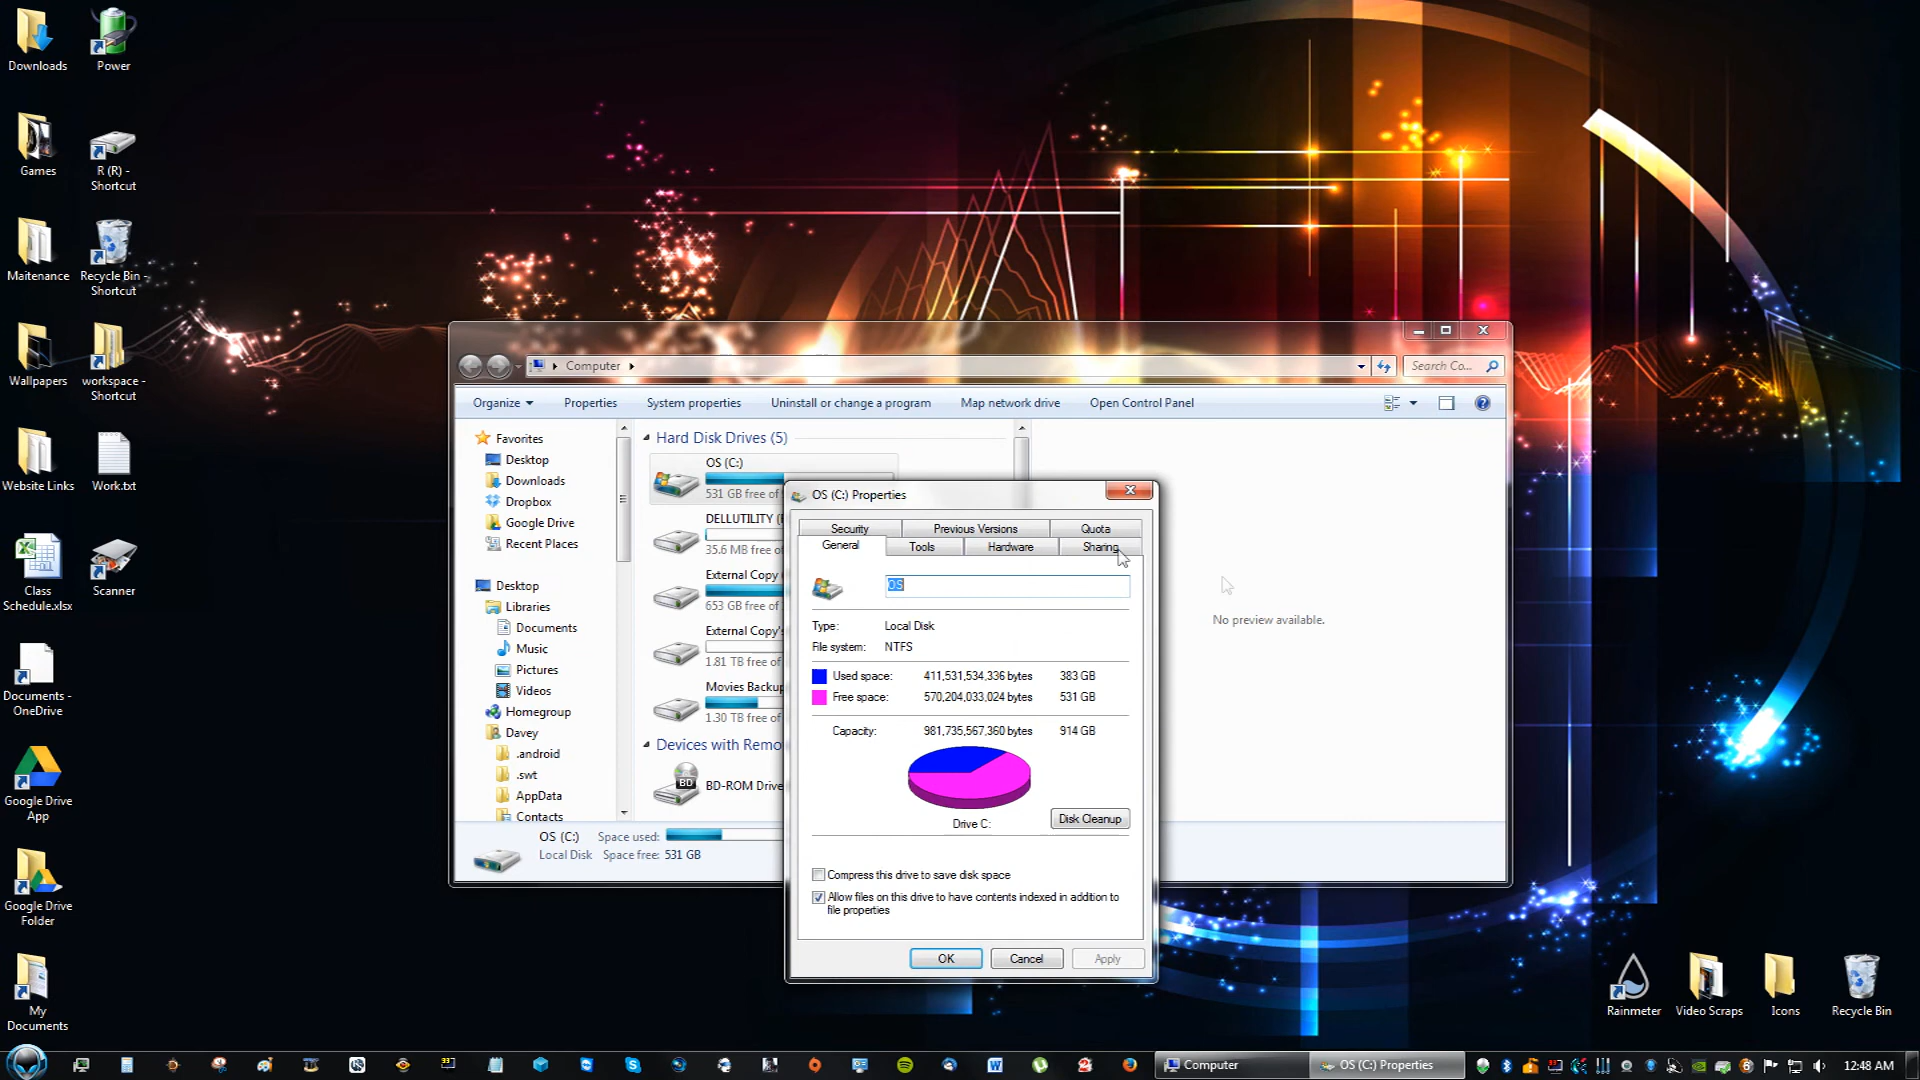 Downloads
Power
Games
R (R) -
Shortcut
Maitenance
Recycle Bin -
Shortcut
Wallpapers
workspace -
Shortcut
Website Links
Work.txt
Class
Schedule.xlsx
Scanner
Documents -
OneDrive
Google Drive
App
Google Drive
Folder
My
Documents
Computer
Search Co...
Organize
Properties
System properties
Uninstall or change a program
Map network drive
Open Control Panel
Favorites
Desktop
Downloads
Dropbox
Google Drive
Recent Places
Desktop
Libraries
Documents
Music
Pictures
Videos
Homegroup
Davey
.android
.swt
AppData
Contacts
Hard Disk Drives (5)
OS (C:)
531 GB free of
DELLUTILITY (
35.6 MB free of
External Copy
653 GB free of
External Copy's
1.81 TB free of
Movies Backup
1.30 TB free of
Devices with Remo
BD
BD-ROM Drive
No preview available.
OS (C:) Space used:
Local Disk Space free: 531 GB
OS (C:) Properties
Security
Previous Versions
Quota
General
Tools
Hardware
Sharing
OS
Type: Local Disk
File system: NTFS
Used space: 411,531,534,336 bytes 383 GB
Free space: 570,204,033,024 bytes 531 GB
Capacity: 981,735,567,360 bytes 914 GB
Drive C:
Disk Cleanup
Compress this drive to save disk space
Allow files on this drive to have contents indexed in addition to
file properties
OK
Cancel
Apply
Rainmeter
Video Scraps
Icons
Recycle Bin
Computer
OS (C:) Properties
12:48 AM